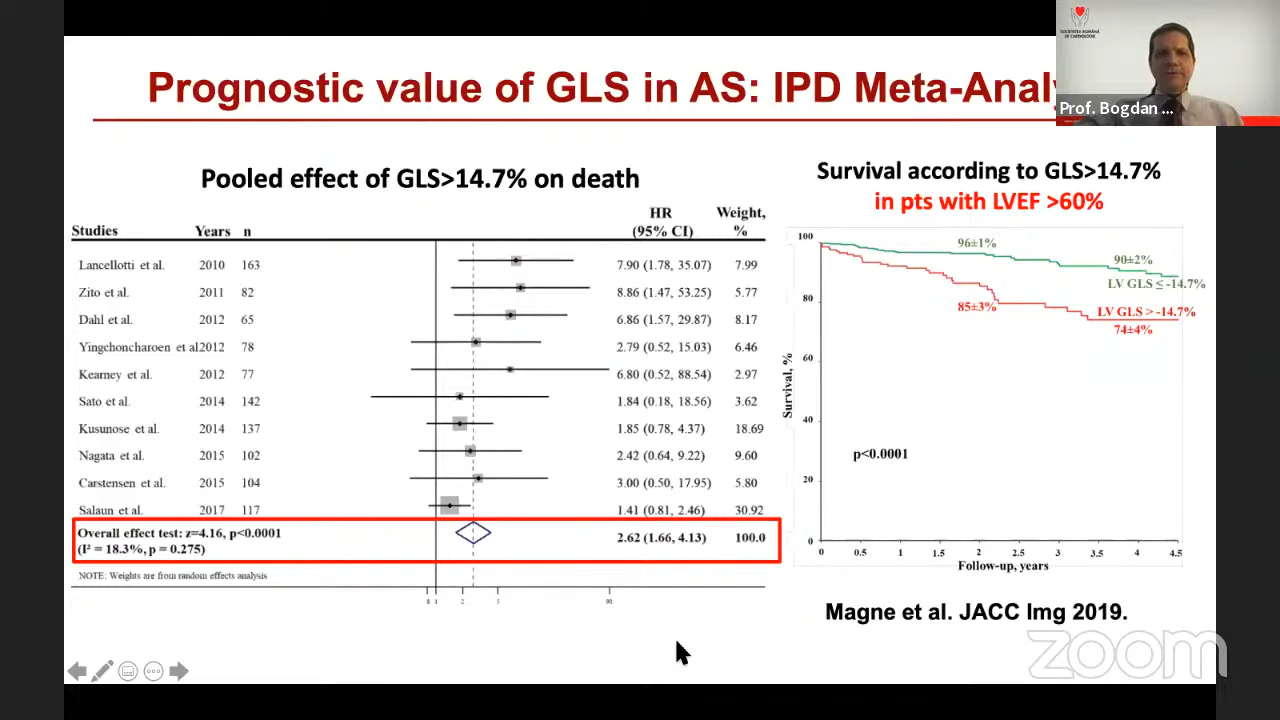 Prognostic value of GLS in AS: IPD Meta-Analy
SOCIETATEA ROMÂNĂ
DE CARDIOLOGIE
Prof. Bogdan ...
Pooled effect of GLS>14.7% on death
HR Weight,
Studies Years n (95% CI) %
Lancellotti et al. 2010 163 7.90 (1.78, 35.07) 7.99
Zito et al. 2011 82 8.86 (1.47, 53.25) 5.77
Dahl et al. 2012 65 6.86 (1.57, 29.87) 8.17
Yingchoncharoen et al. 2012 78 2.79 (0.52, 15.03) 6.46
Kearney et al. 2012 77 6.80 (0.52, 88.54) 2.97
Sato et al. 2014 142 1.84 (0.18, 18.56) 3.62
Kusunose et al. 2014 137 1.85 (0.78, 4.37) 18.69
Nagata et al. 2015 102 2.42 (0.64, 9.22) 9.60
Carstensen et al. 2015 104 3.00 (0.50, 17.95) 5.80
Salaun et al. 2017 117 1.41 (0.81, 2.46) 30.92
Overall effect test: z=4.16, p<0.0001
(I² = 18.3%, p = 0.275) 2.62 (1.66, 4.13) 100.0
NOTE: Weights are from random effects analysis
1 2 5 90
Survival according to GLS>14.7%
in pts with LVEF >60%
100
80
60
40
20
0
Survival, %
96±1%
90±2%
LV GLS ≤ -14.7%
85±3%
LV GLS > -14.7%
74±4%
p<0.0001
0 0.5 1 1.5 2 2.5 3 3.5 4 4.5
Follow-up, years
Magne et al. JACC Img 2019.
zoom